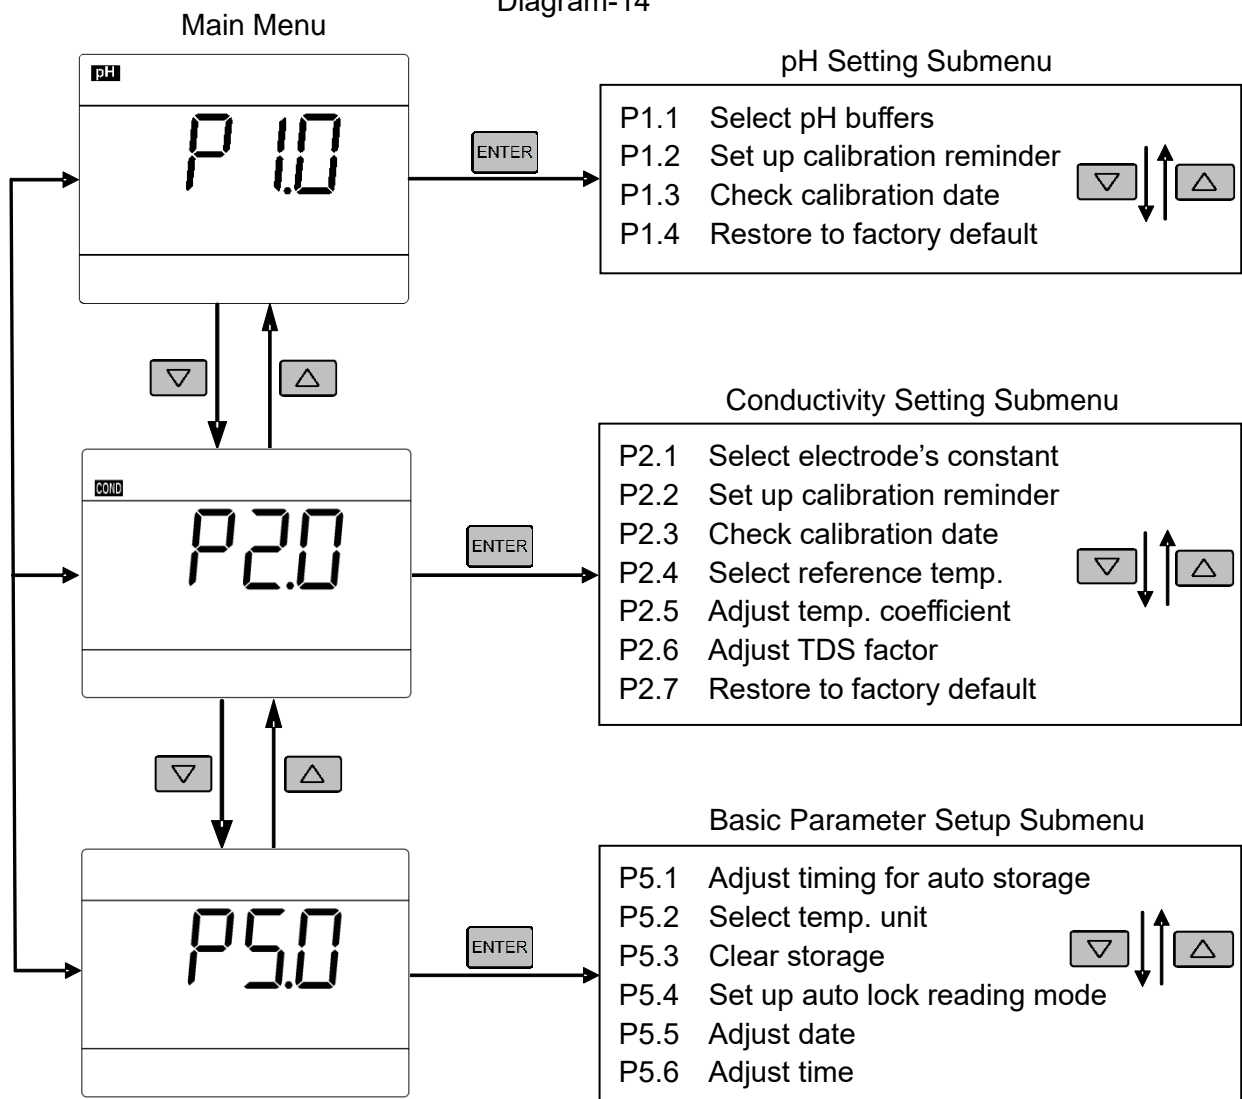 Diagram-14
Main Menu
pH
P1.0
ENTER
pH Setting Submenu
P1.1 Select pH buffers
P1.2 Set up calibration reminder
P1.3 Check calibration date
P1.4 Restore to factory default
COND
P2.0
ENTER
Conductivity Setting Submenu
P2.1 Select electrode’s constant
P2.2 Set up calibration reminder
P2.3 Check calibration date
P2.4 Select reference temp.
P2.5 Adjust temp. coefficient
P2.6 Adjust TDS factor
P2.7 Restore to factory default
P5.0
ENTER
Basic Parameter Setup Submenu
P5.1 Adjust timing for auto storage
P5.2 Select temp. unit
P5.3 Clear storage
P5.4 Set up auto lock reading mode
P5.5 Adjust date
P5.6 Adjust time